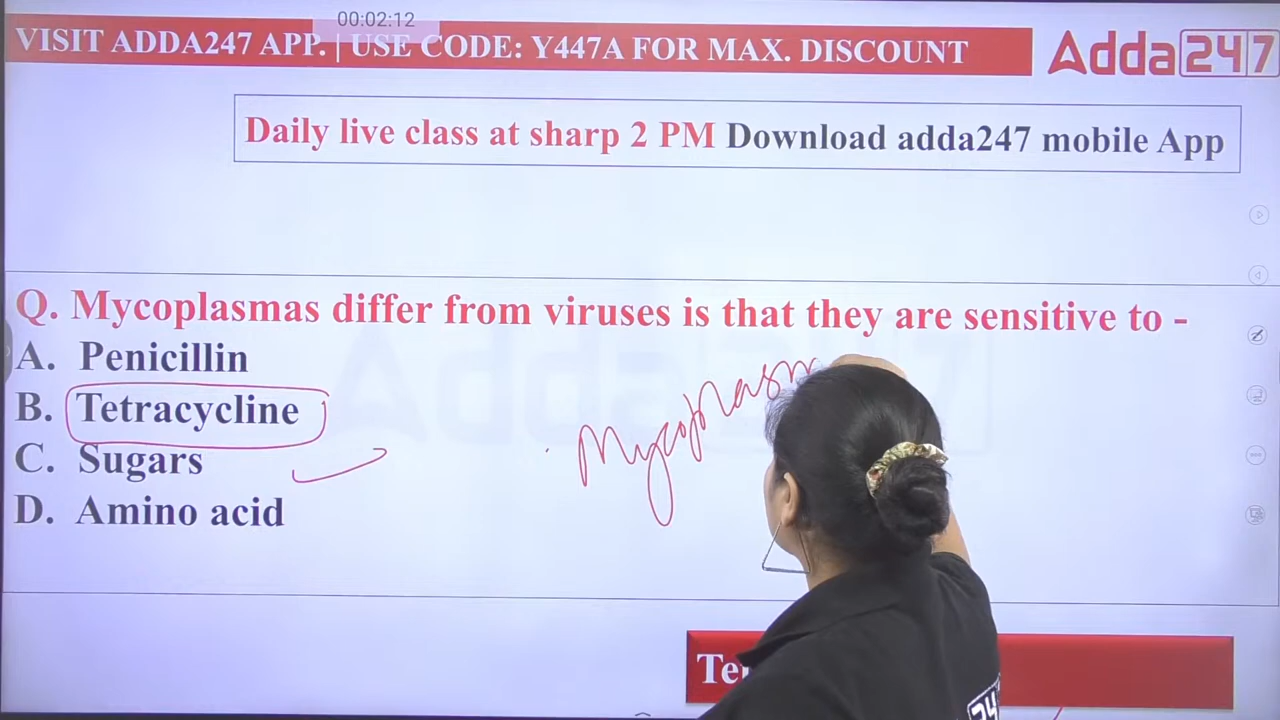 00:02:12
VISIT ADDA247 APP. | USE CODE: Y447A FOR MAX. DISCOUNT
Adda247
Daily live class at sharp 2 PM Download adda247 mobile App
Q. Mycoplasmas differ from viruses is that they are sensitive to -
A. Penicillin
B. Tetracycline
C. Sugars
D. Amino acid
Mycoplasm